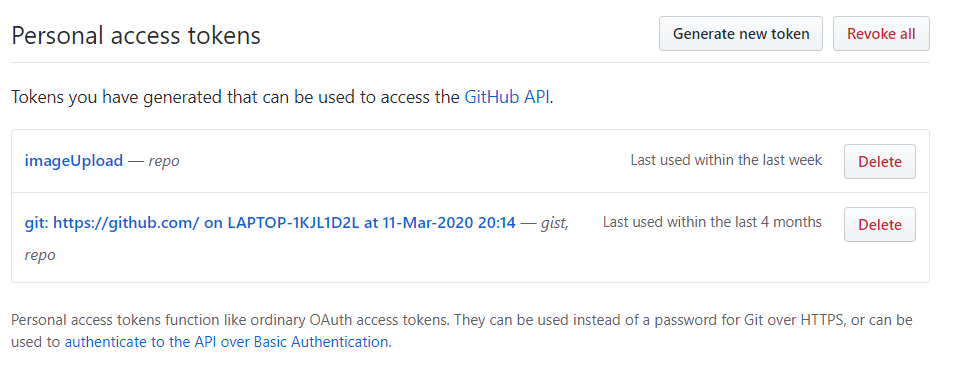 Personal access tokens
Generate new token
Revoke all
Tokens you have generated that can be used to access the GitHub API.
imageUpload — repo
Last used within the last week
Delete
git: https://github.com/ on LAPTOP-1KJL1D2L at 11-Mar-2020 20:14 — gist,
repo
Last used within the last 4 months
Delete
Personal access tokens function like ordinary OAuth access tokens. They can be used instead of a password for Git over HTTPS, or can be
used to authenticate to the API over Basic Authentication.